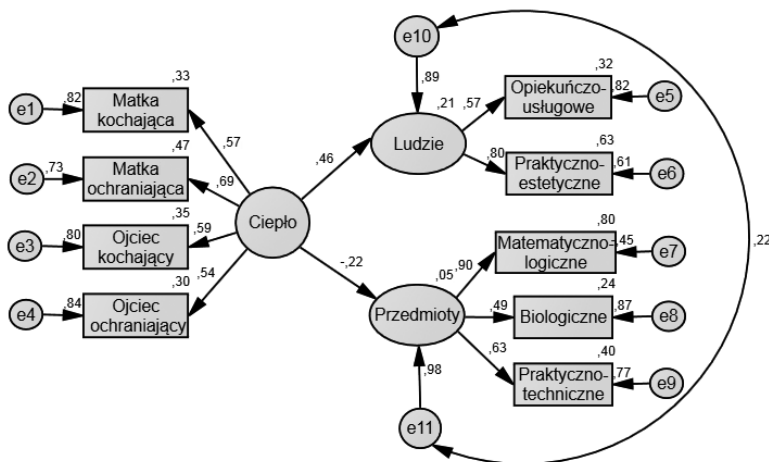 e10
,89
,33
,82
e1
Matka
kochająca
,57
,47
,73
e2
Matka
ochraniająca
,69
,35
,80
e3
Ojciec
kochający
,59
,30
,84
e4
Ojciec
ochraniający
,54
Ciepło
,46
-,22
,21
Ludzie
,57
,80
,32
Opiekuńczo-
usługowe
,82
e5
,63
Praktyczno-
estetyczne
,61
e6
,05
Przedmioty
,90
,49
,63
,80
Matematyczno-
logiczne
,45
e7
,24
Biologiczne
,87
e8
,40
Praktyczno-
techniczne
,77
e9
,98
e11
,22